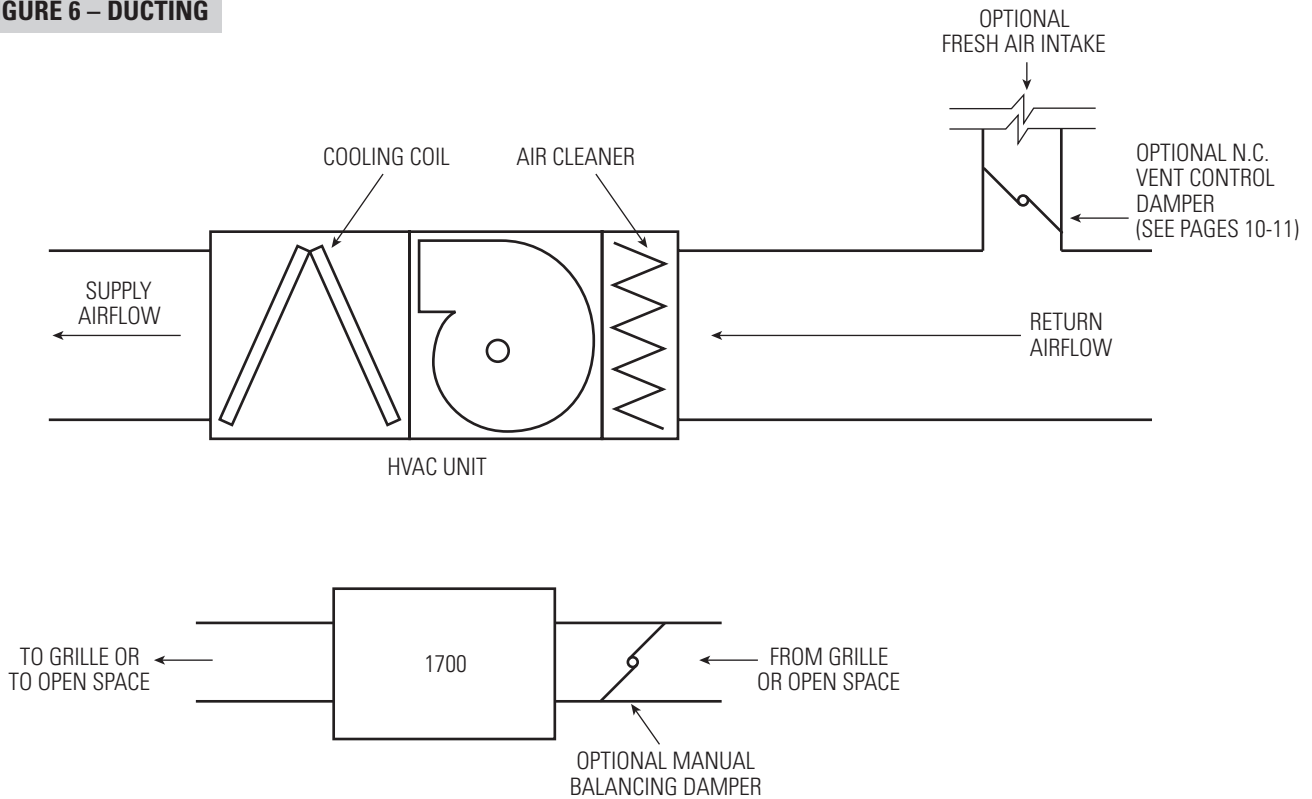 GURE 6 – DUCTING
OPTIONAL
FRESH AIR INTAKE
COOLING COIL
AIR CLEANER
OPTIONAL N.C.
VENT CONTROL
DAMPER
(SEE PAGES 10-11)
SUPPLY
AIRFLOW
RETURN
AIRFLOW
HVAC UNIT
TO GRILLE OR
TO OPEN SPACE
1700
FROM GRILLE
OR OPEN SPACE
OPTIONAL MANUAL
BALANCING DAMPER